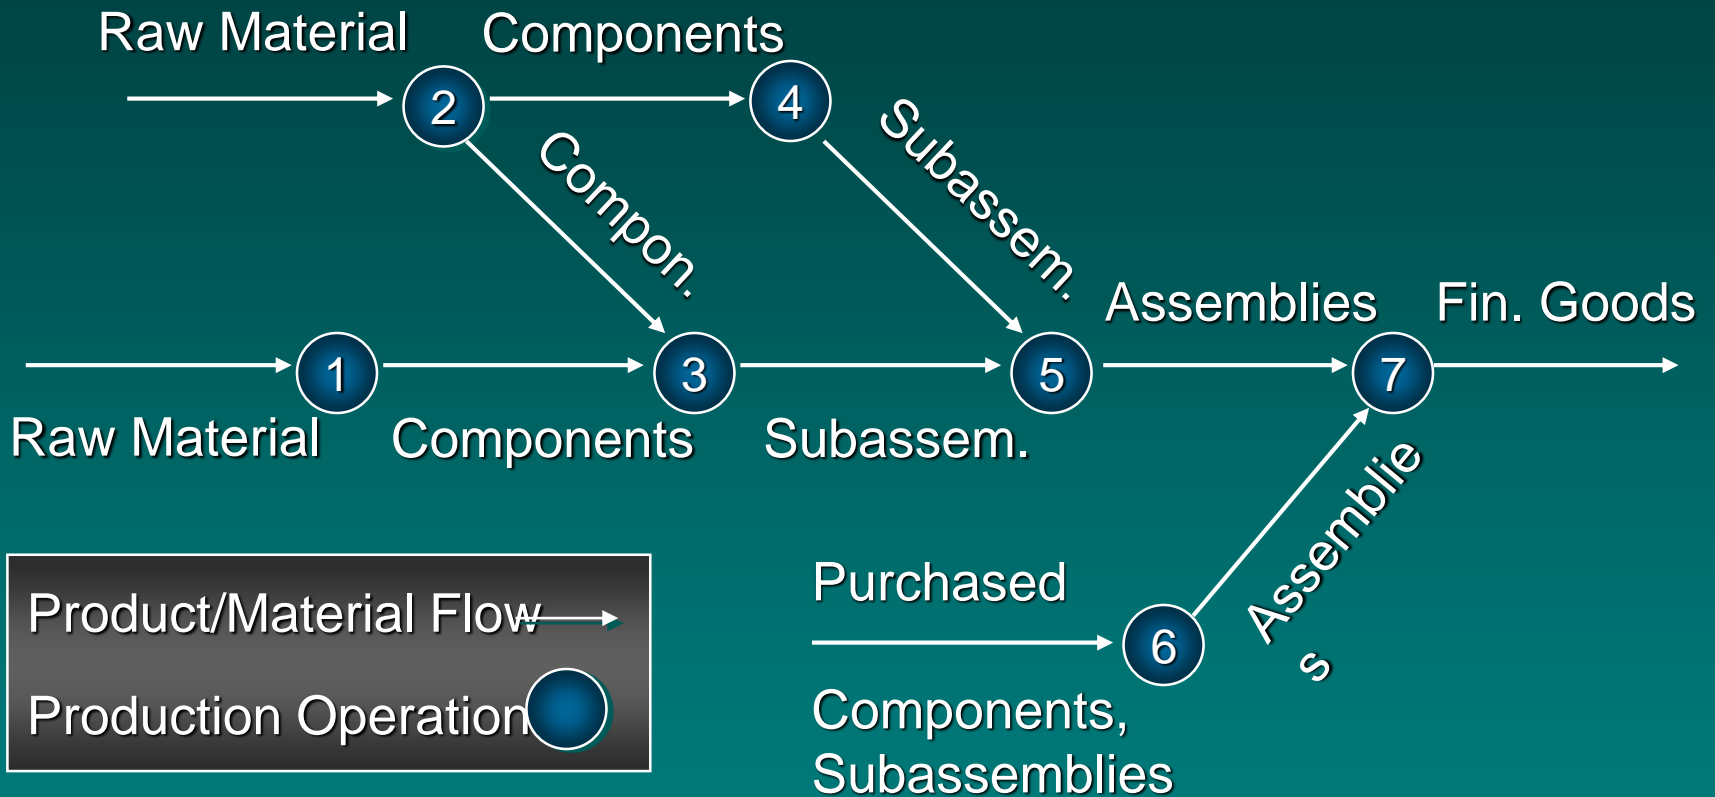 Raw Material
Components
2
4
Compon.
Subassem.
Assemblies
Fin. Goods
1
3
5
7
Raw Material
Components
Subassem.
Assemblie
s
Purchased
6
Components,
Subassemblies
Product/Material Flow
Production Operation